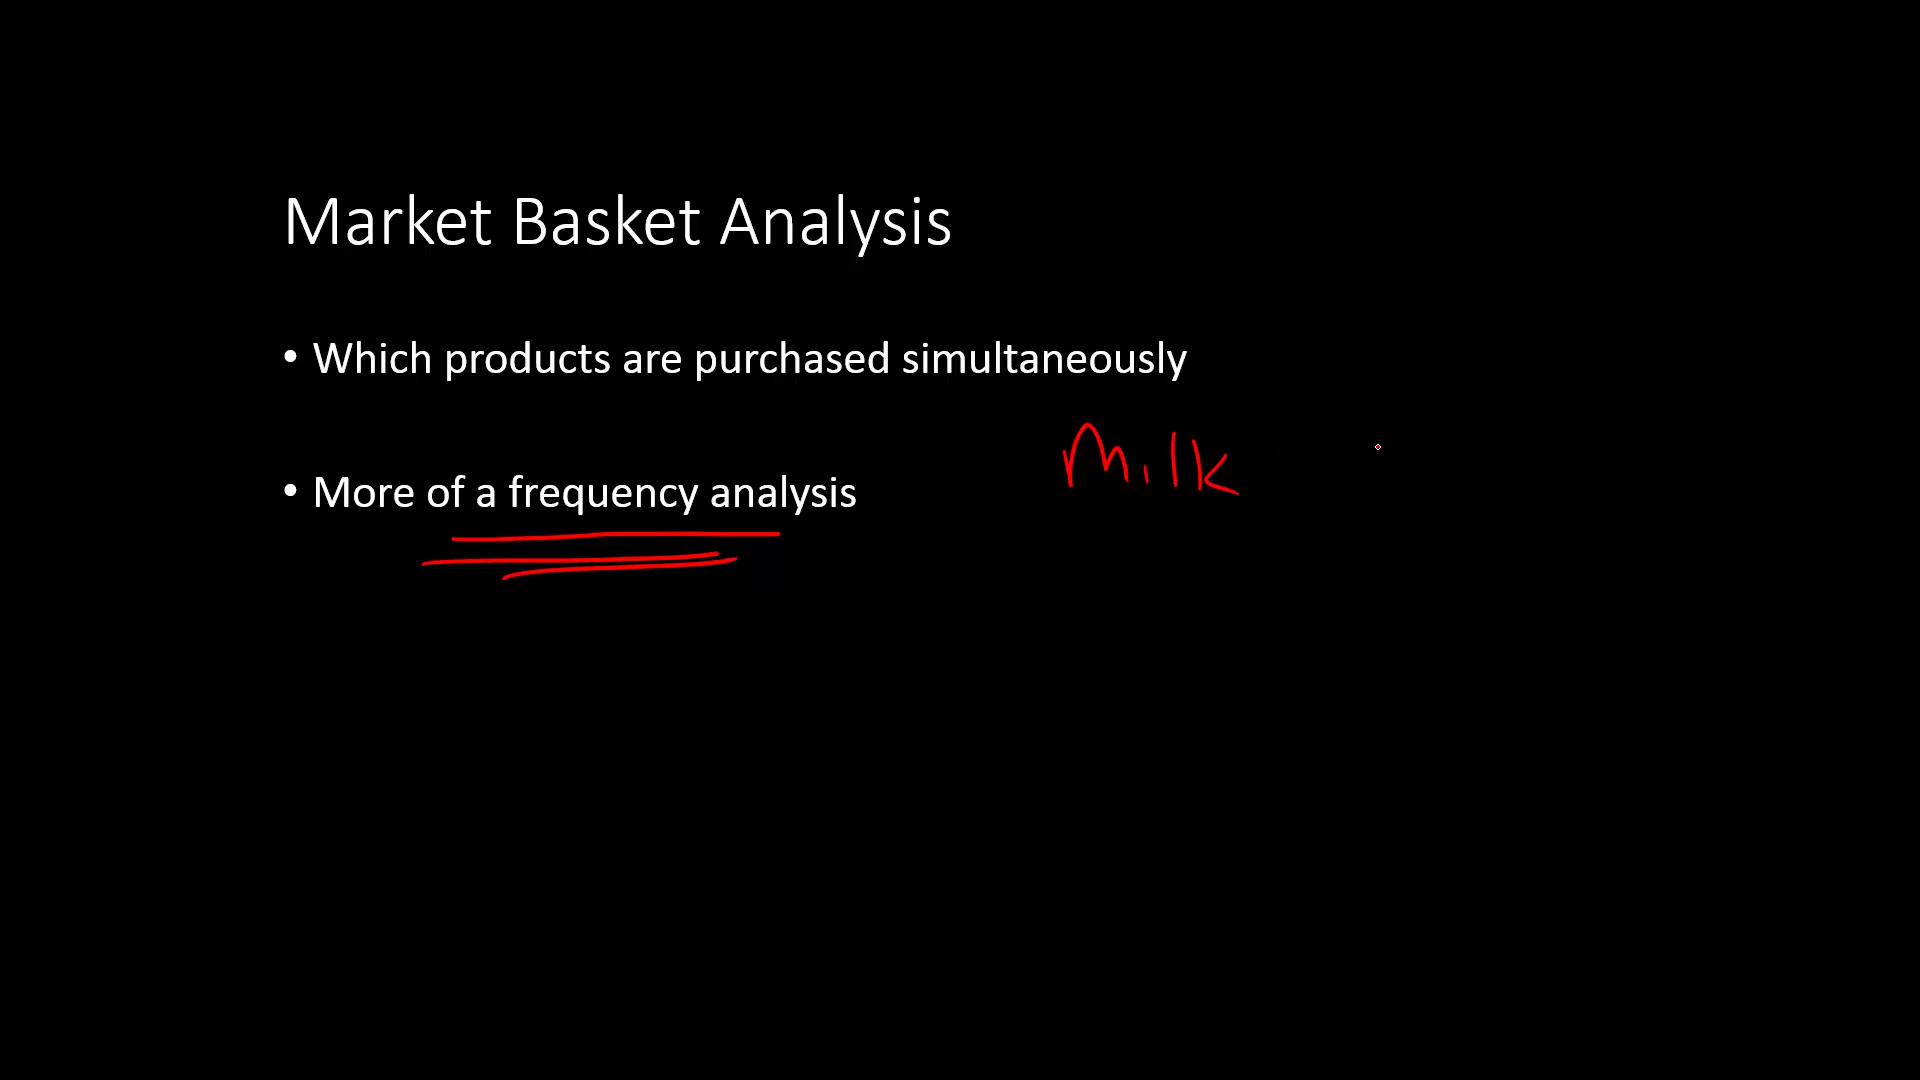 Market Basket Analysis
• Which products are purchased simultaneously
Milk
• More of a frequency analysis